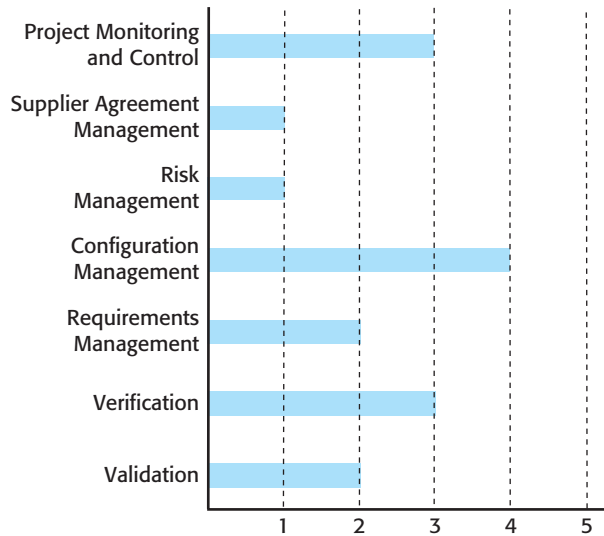 Project Monitoring
and Control
Supplier Agreement
Management
Risk
Management
Configuration
Management
Requirements
Management
Verification
Validation
1 2 3 4 5